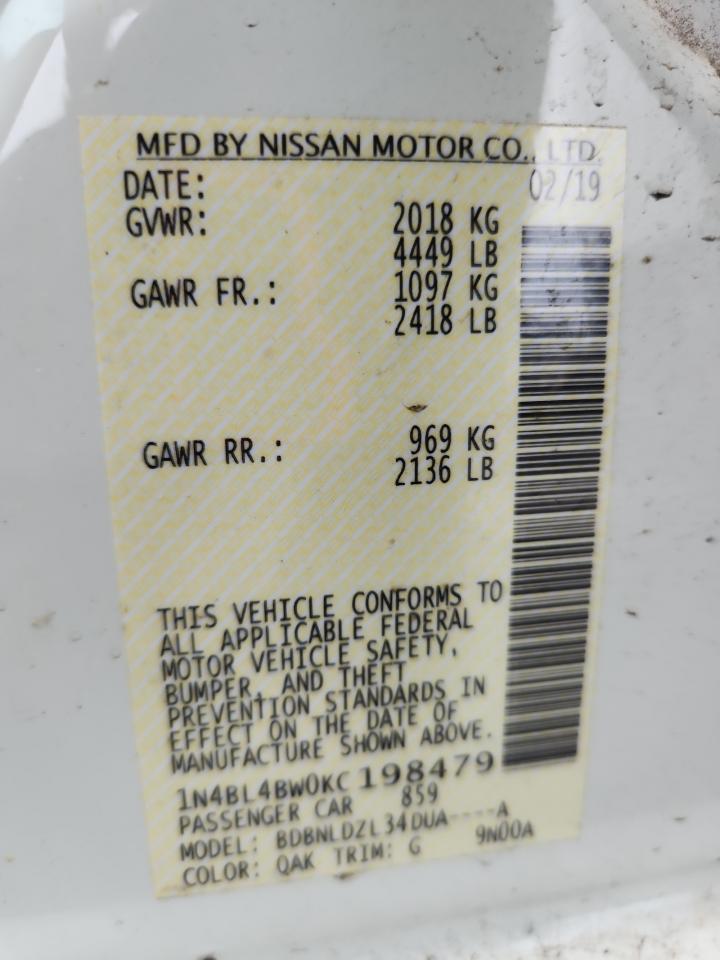 MFD BY NISSAN MOTOR CO., LTD.
DATE: 02/19
GVWR: 2018 KG
4449 LB
GAWR FR.: 1097 KG
2418 LB
GAWR RR.: 969 KG
2136 LB
THIS VEHICLE CONFORMS TO
ALL APPLICABLE FEDERAL
MOTOR VEHICLE SAFETY,
BUMPER, AND THEFT
PREVENTION STANDARDS IN
EFFECT ON THE DATE OF
MANUFACTURE SHOWN ABOVE.
1N4BL4BW0KC198479
PASSENGER CAR 859
MODEL: BDBNLDZL34DUA----A
COLOR: QAK TRIM: G 9N00A